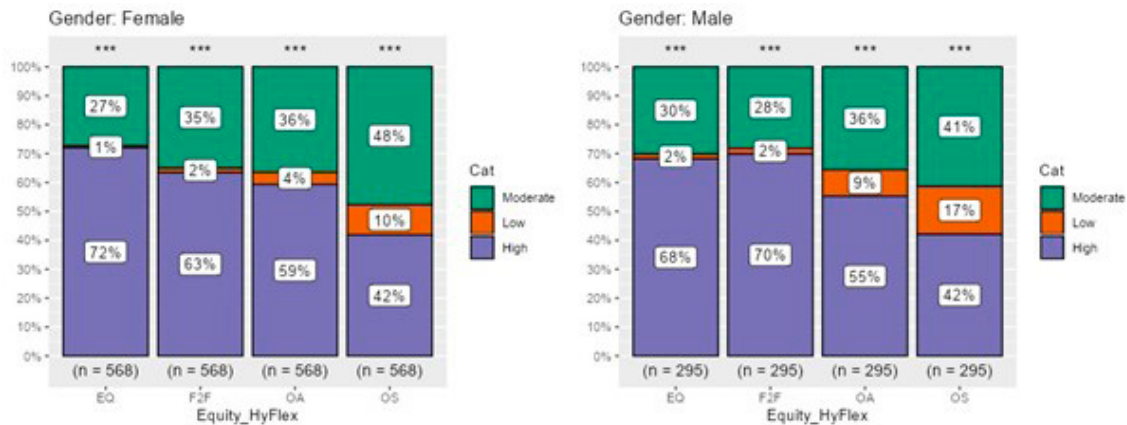 Gender: Female
*** *** *** ***
100%
90%
80%
70%
60%
50%
40%
30%
20%
10%
0%
27% 35% 36% 48%
1% 2% 4% 10%
72% 63% 59% 42%
(n = 568) (n = 568) (n = 568) (n = 568)
EQ F2F OA OS
Equity_HyFlex
Cat
Moderate
Low
High
Gender: Male
*** *** *** ***
100%
90%
80%
70%
60%
50%
40%
30%
20%
10%
0%
30% 28% 36% 41%
2% 2% 9% 17%
68% 70% 55% 42%
(n = 295) (n = 295) (n = 295) (n = 295)
EQ F2F OA OS
Equity_HyFlex
Cat
Moderate
Low
High